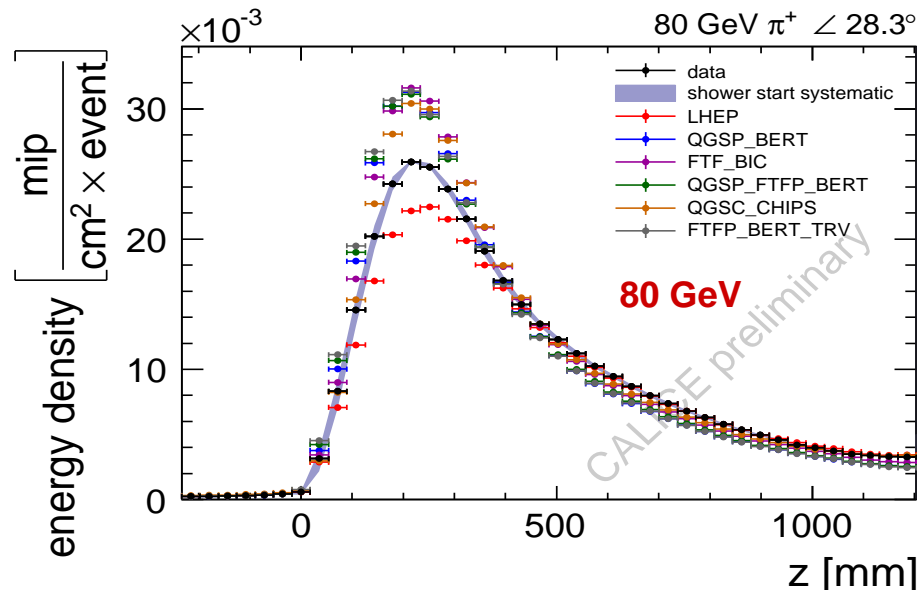 ×10⁻³
80 GeV π⁺ ∠ 28.3°
energy density [mip / cm² × event]
30
20
10
0
data
shower start systematic
LHEP
QGSP_BERT
FTF_BIC
QGSP_FTFP_BERT
QGSC_CHIPS
FTFP_BERT_TRV
80 GeV
CALICE preliminary
0
500
1000
z [mm]